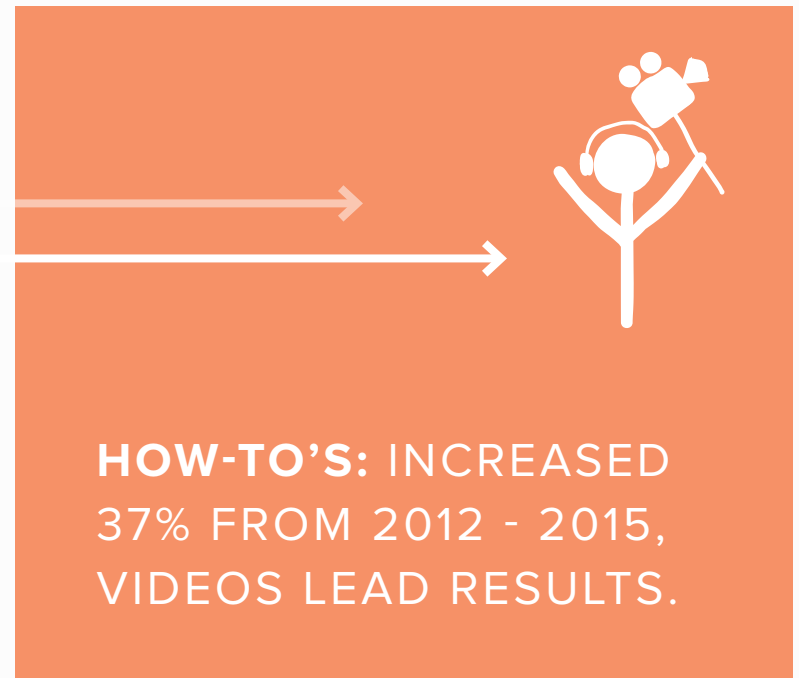 HOW-TO’S: INCREASED
37% FROM 2012 - 2015,
VIDEOS LEAD RESULTS.